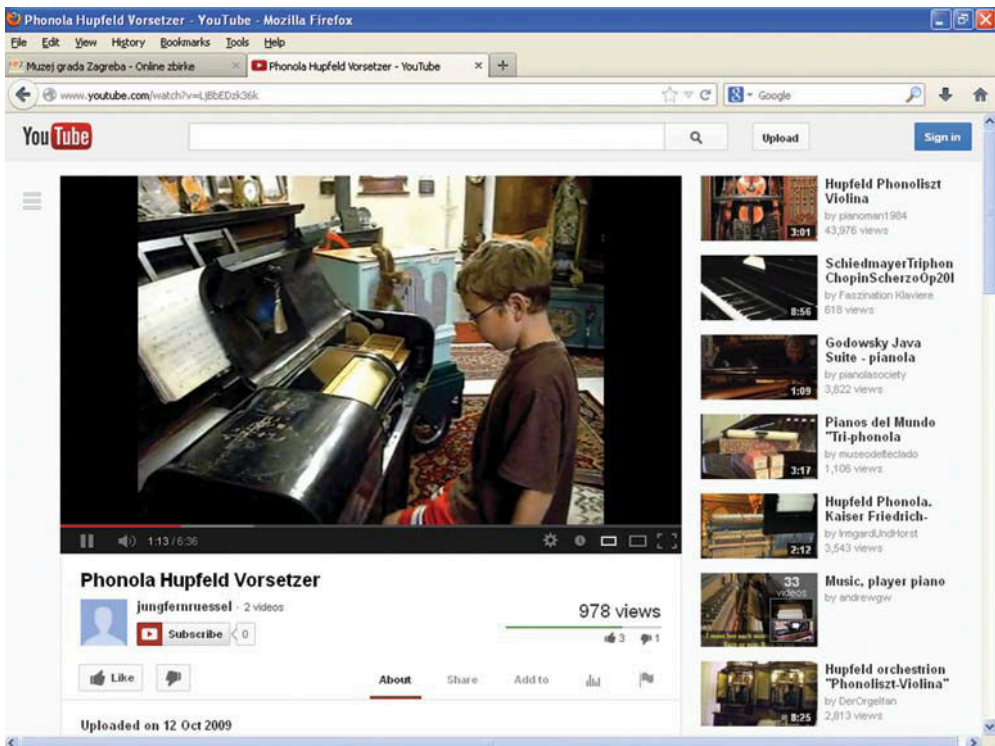 Phonola Hupfeld Vorsetzer - YouTube - Mozilla Firefox
File Edit View History Bookmarks Tools Help
Muzej grada Zagreba - Online zbirke
Phonola Hupfeld Vorsetzer - YouTube
www.youtube.com/watch?v=LjBbEDzk36k
Google
YouTube
Upload
Sign in
Hupfeld Phonoliszt
Violina
by pianoman1984
43,976 views
3:01
SchiedmayerTriphon
ChopinScherzoOp20I
by Faszination Klaviere
618 views
8:56
Godowsky Java
Suite - pianola
by pianolasociety
3,822 views
1:09
Pianos del Mundo
"Tri-phonola
by museodelteclado
1,106 views
3:17
Hupfeld Phonola.
Kaiser Friedrich-
by IrmgardUndHorst
3,543 views
2:12
Music, player piano
by andrewgw
33
videos
Hupfeld orchestrion
"Phonoliszt-Violina"
by DerOrgelfan
2,813 views
8:25
1:13 / 6:36
Phonola Hupfeld Vorsetzer
jungfernruessel · 2 videos
Subscribe 0
978 views
3 1
Like
About Share Add to
Uploaded on 12 Oct 2009